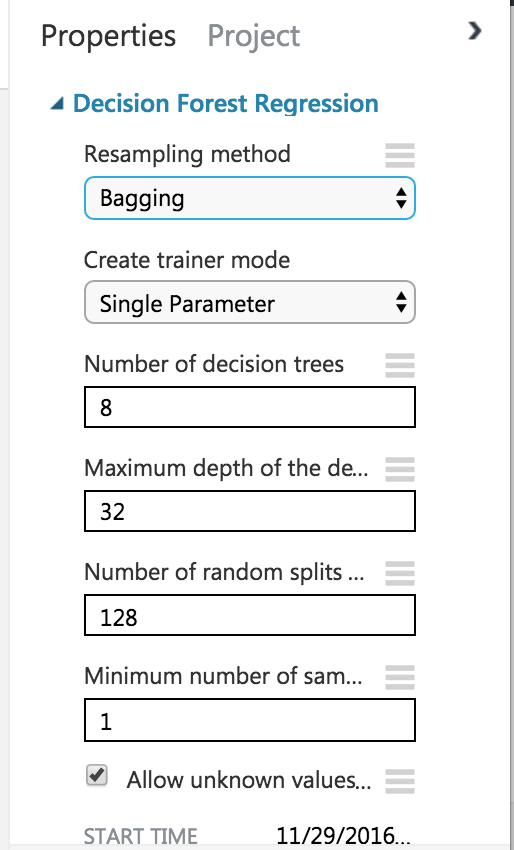 Properties Project
Decision Forest Regression
Resampling method
Bagging
Create trainer mode
Single Parameter
Number of decision trees
8
Maximum depth of the de...
32
Number of random splits ...
128
Minimum number of sam...
1
Allow unknown values...
START TIME 11/29/2016...